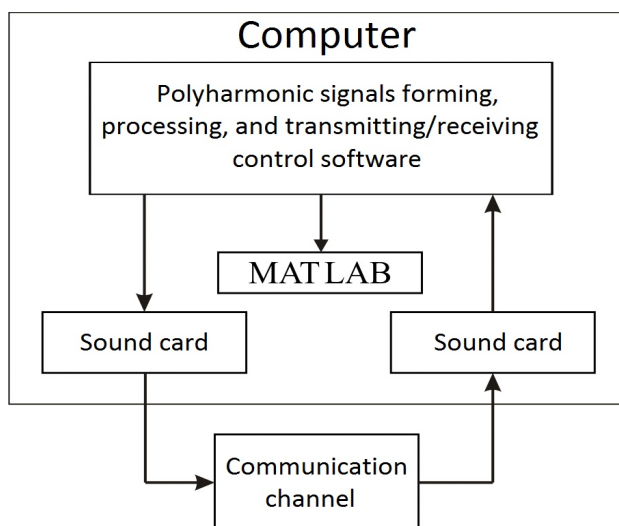 Computer
Polyharmonic signals forming,
processing, and transmitting/receiving
control software
MATLAB
Sound card
Sound card
Communication
channel